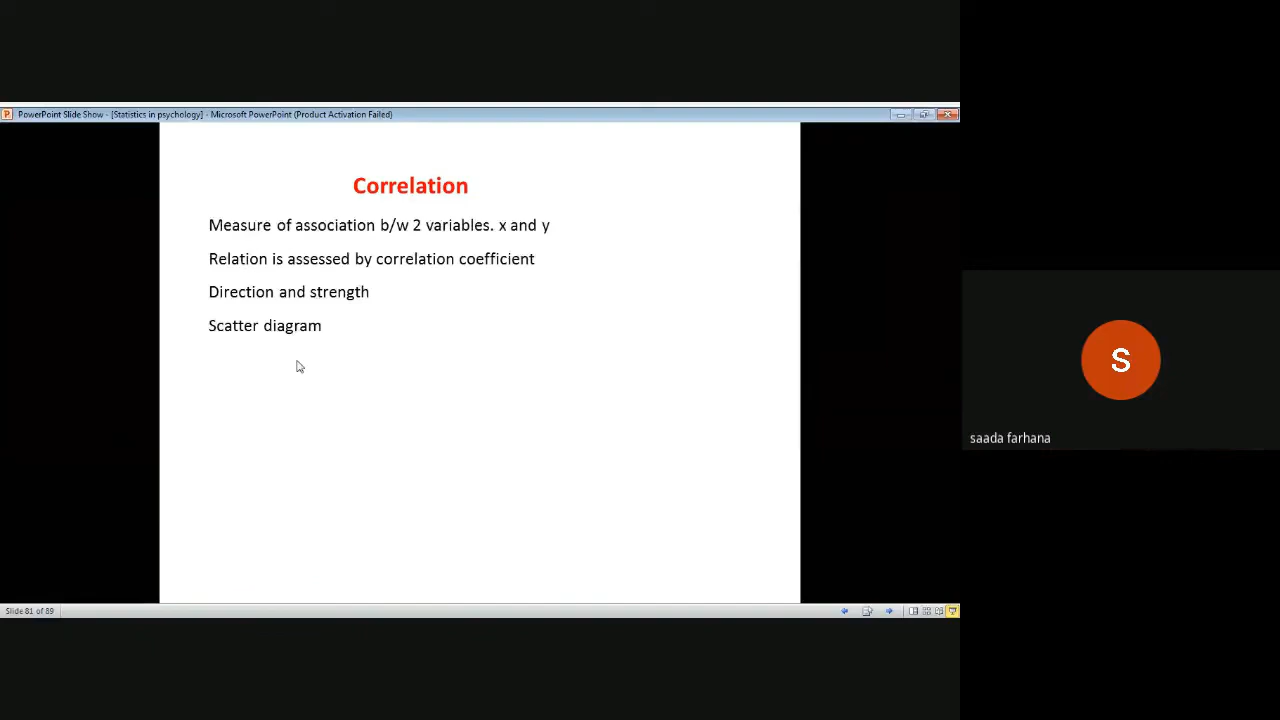 PowerPoint Slide Show - [Statistics in psychology] - Microsoft PowerPoint (Product Activation Failed)
Correlation
Measure of association b/w 2 variables. x and y
Relation is assessed by correlation coefficient
Direction and strength
Scatter diagram
S
saada farhana
Slide 81 of 89